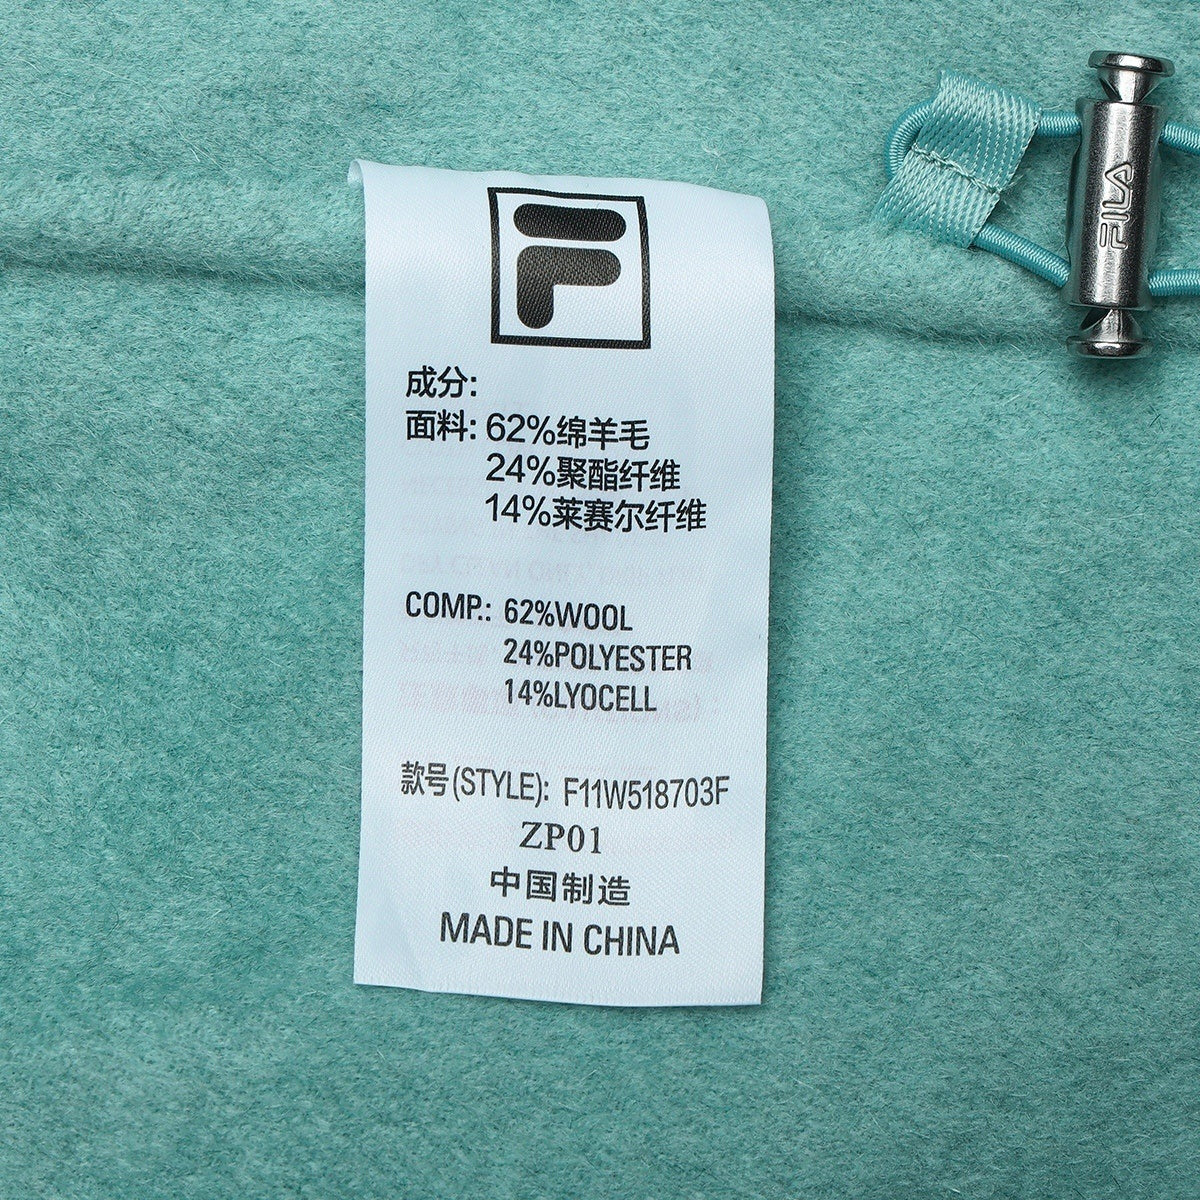 FILA
F
成分:
面料: 62%绵羊毛
24%聚酯纤维
14%莱赛尔纤维
COMP.: 62%WOOL
24%POLYESTER
14%LYOCELL
款号(STYLE): F11W518703F
ZP01
中国制造
MADE IN CHINA